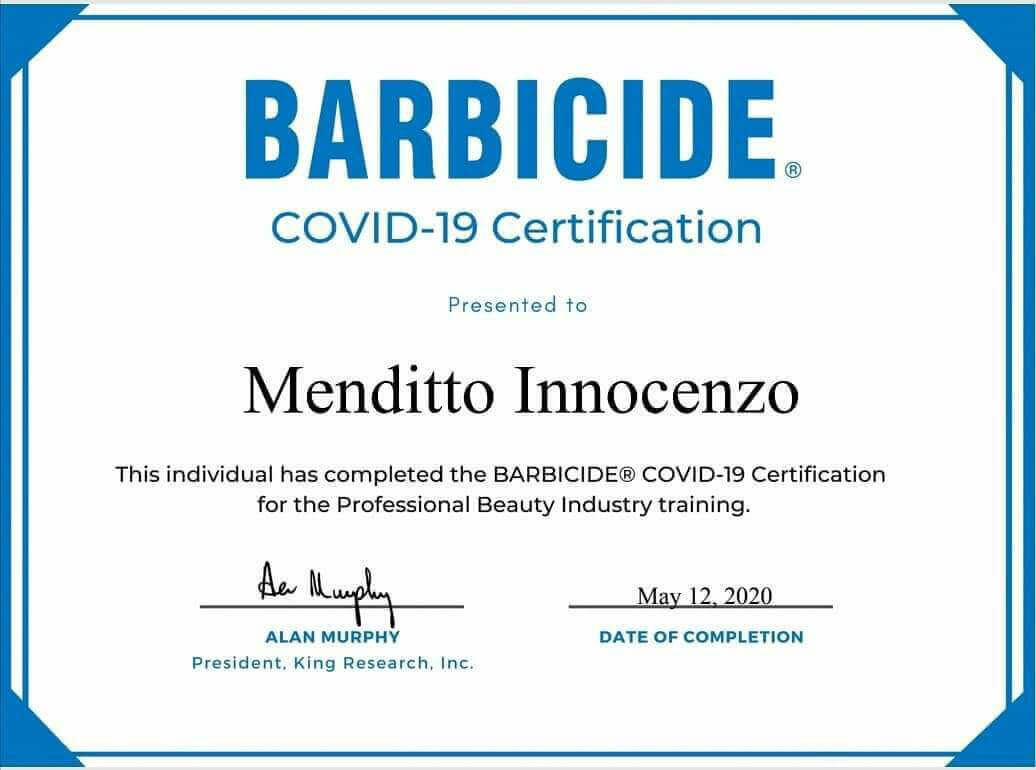 BARBICIDE®
COVID-19 Certification
Presented to
Menditto Innocenzo
This individual has completed the BARBICIDE® COVID-19 Certification
for the Professional Beauty Industry training.
Alan Murphy
May 12, 2020
ALAN MURPHY
DATE OF COMPLETION
President, King Research, Inc.